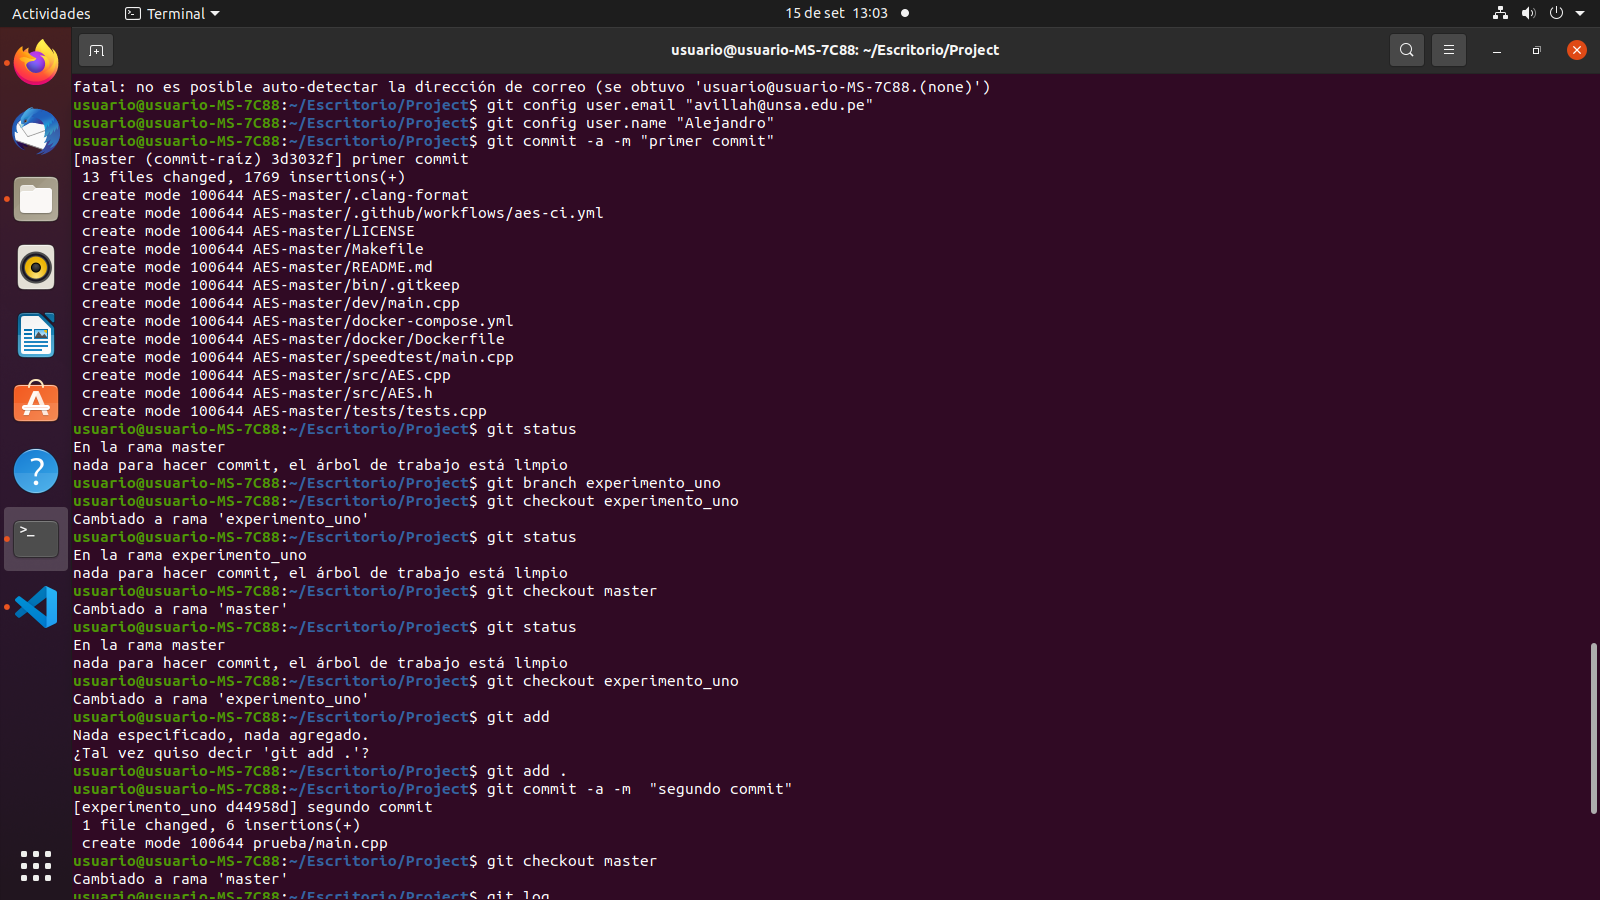 Actividades
Terminal
15 de set 13:03
usuario@usuario-MS-7C88: ~/Escritorio/Project
fatal: no es posible auto-detectar la dirección de correo (se obtuvo 'usuario@usuario-MS-7C88.(none)')
usuario@usuario-MS-7C88:~/Escritorio/Project$ git config user.email "avillah@unsa.edu.pe"
usuario@usuario-MS-7C88:~/Escritorio/Project$ git config user.name "Alejandro"
usuario@usuario-MS-7C88:~/Escritorio/Project$ git commit -a -m "primer commit"
[master (commit-raíz) 3d3032f] primer commit
 13 files changed, 1769 insertions(+)
 create mode 100644 AES-master/.clang-format
 create mode 100644 AES-master/.github/workflows/aes-ci.yml
 create mode 100644 AES-master/LICENSE
 create mode 100644 AES-master/Makefile
 create mode 100644 AES-master/README.md
 create mode 100644 AES-master/bin/.gitkeep
 create mode 100644 AES-master/dev/main.cpp
 create mode 100644 AES-master/docker-compose.yml
 create mode 100644 AES-master/docker/Dockerfile
 create mode 100644 AES-master/speedtest/main.cpp
 create mode 100644 AES-master/src/AES.cpp
 create mode 100644 AES-master/src/AES.h
 create mode 100644 AES-master/tests/tests.cpp
usuario@usuario-MS-7C88:~/Escritorio/Project$ git status
En la rama master
nada para hacer commit, el árbol de trabajo está limpio
usuario@usuario-MS-7C88:~/Escritorio/Project$ git branch experimento_uno
usuario@usuario-MS-7C88:~/Escritorio/Project$ git checkout experimento_uno
Cambiado a rama 'experimento_uno'
usuario@usuario-MS-7C88:~/Escritorio/Project$ git status
En la rama experimento_uno
nada para hacer commit, el árbol de trabajo está limpio
usuario@usuario-MS-7C88:~/Escritorio/Project$ git checkout master
Cambiado a rama 'master'
usuario@usuario-MS-7C88:~/Escritorio/Project$ git status
En la rama master
nada para hacer commit, el árbol de trabajo está limpio
usuario@usuario-MS-7C88:~/Escritorio/Project$ git checkout experimento_uno
Cambiado a rama 'experimento_uno'
usuario@usuario-MS-7C88:~/Escritorio/Project$ git add
Nada especificado, nada agregado.
¿Tal vez quiso decir 'git add .'?
usuario@usuario-MS-7C88:~/Escritorio/Project$ git add .
usuario@usuario-MS-7C88:~/Escritorio/Project$ git commit -a -m  "segundo commit"
[experimento_uno d44958d] segundo commit
 1 file changed, 6 insertions(+)
 create mode 100644 prueba/main.cpp
usuario@usuario-MS-7C88:~/Escritorio/Project$ git checkout master
Cambiado a rama 'master'
usuario@usuario-MS-7C88:~/Escritorio/Project$ git log